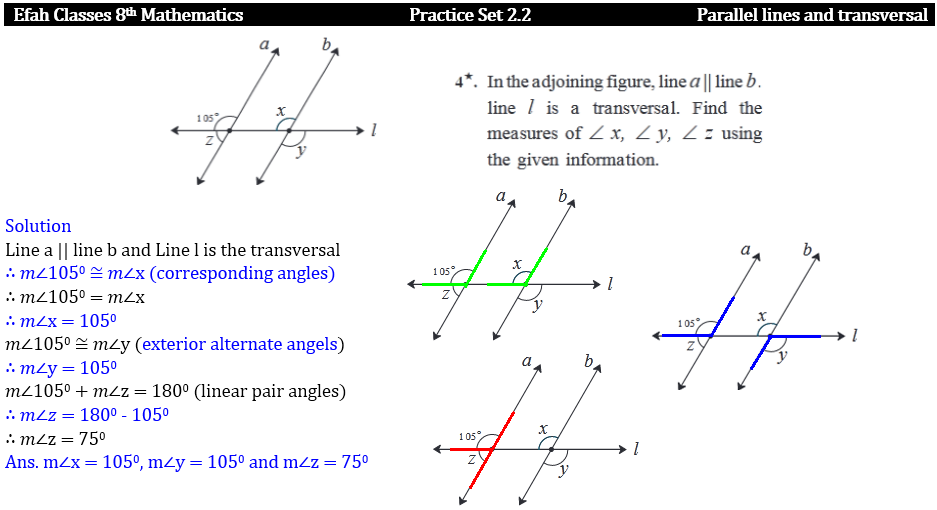 Efah Classes 8th Mathematics Practice Set 2.2 Parallel lines and transversal
a b
105° x
l
z
y
4*. In the adjoining figure, line a || line b.
line l is a transversal. Find the
measures of ∠ x, ∠ y, ∠ z using
the given information.
Solution
Line a || line b and Line l is the transversal
∴ m∠105⁰ ≅ m∠x (corresponding angles)
∴ m∠105⁰ = m∠x
∴ m∠x = 105⁰
m∠105⁰ ≅ m∠y (exterior alternate angels)
∴ m∠y = 105⁰
m∠105⁰ + m∠z = 180⁰ (linear pair angles)
∴ m∠z = 180⁰ - 105⁰
∴ m∠z = 75⁰
Ans. m∠x = 105⁰, m∠y = 105⁰ and m∠z = 75⁰
a b
105° x
l
z
y
a b
105° x
l
z
y
a b
105° x
l
z
y